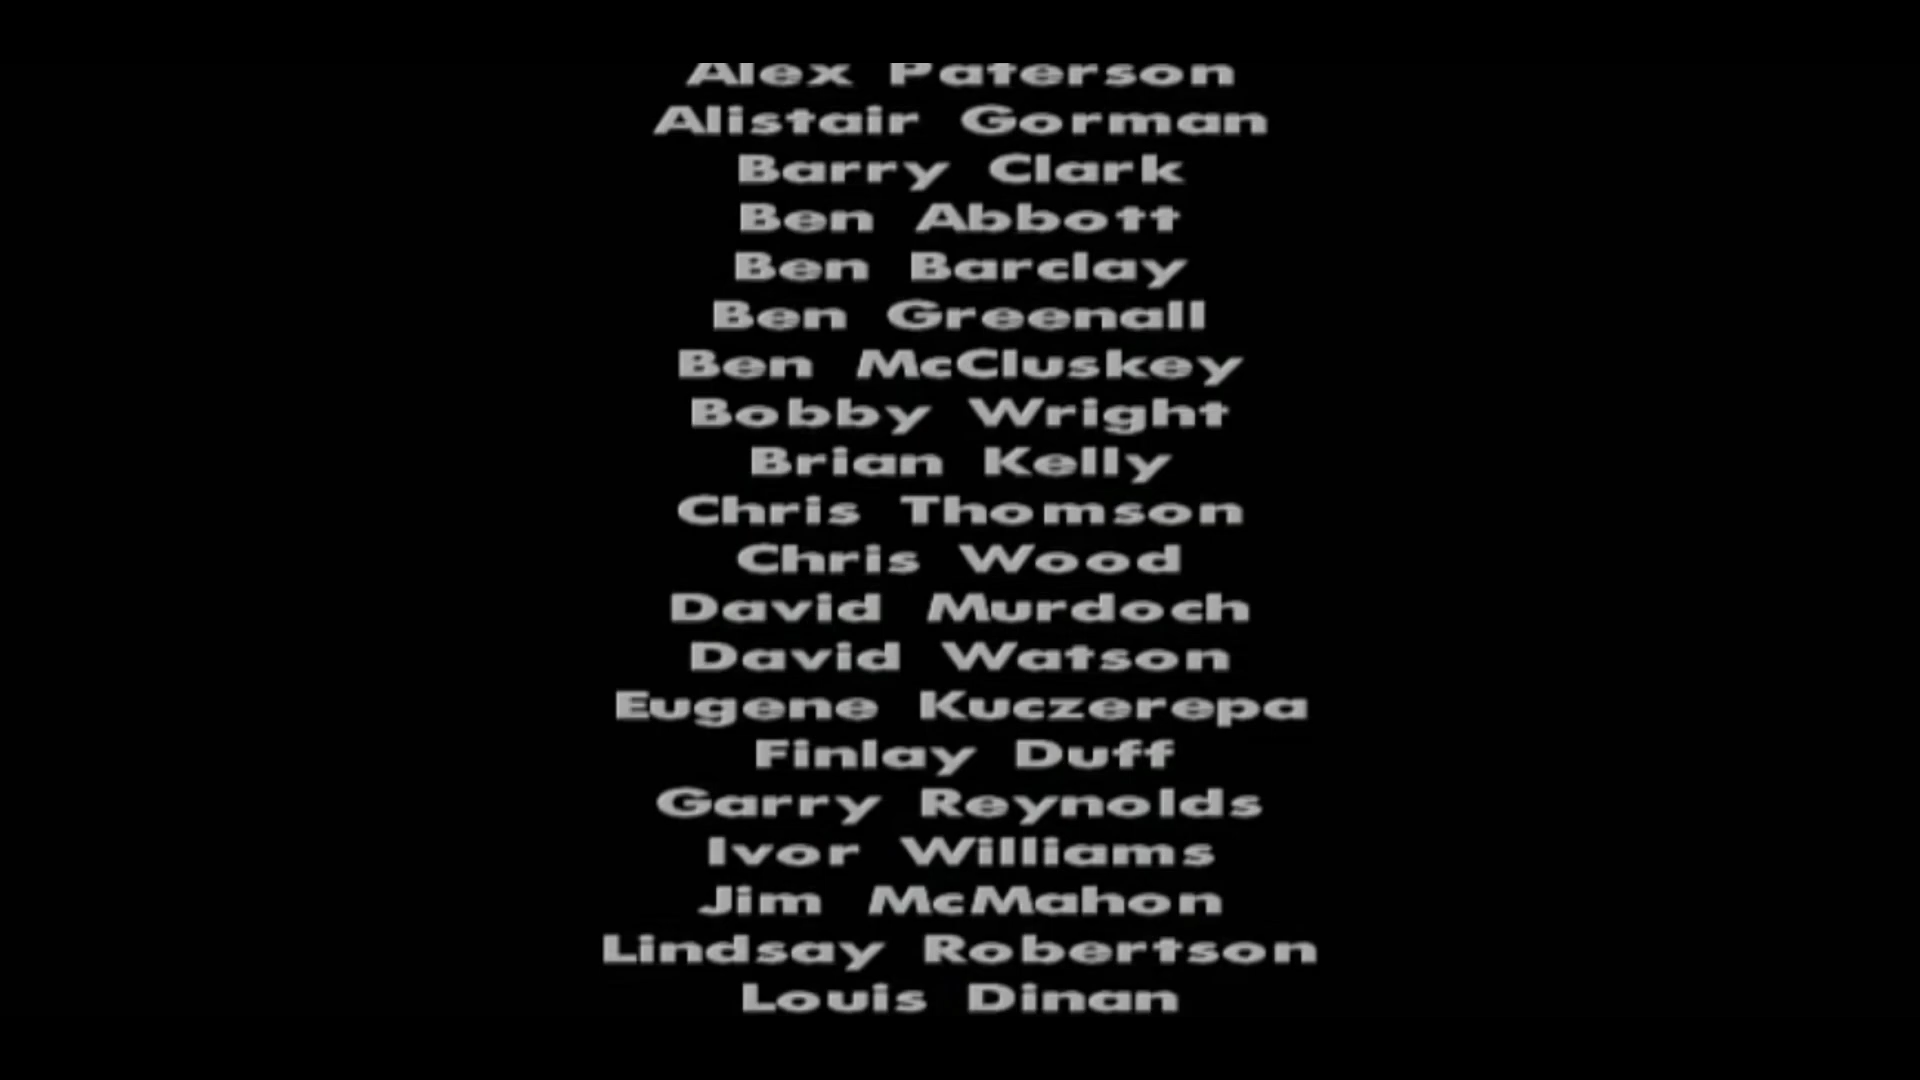 Alex Paterson
Alistair Gorman
Barry Clark
Ben Abbott
Ben Barclay
Ben Greenall
Ben McCluskey
Bobby Wright
Brian Kelly
Chris Thomson
Chris Wood
David Murdoch
David Watson
Eugene Kuczerepa
Finlay Duff
Garry Reynolds
Ivor Williams
Jim McMahon
Lindsay Robertson
Louis Dinan